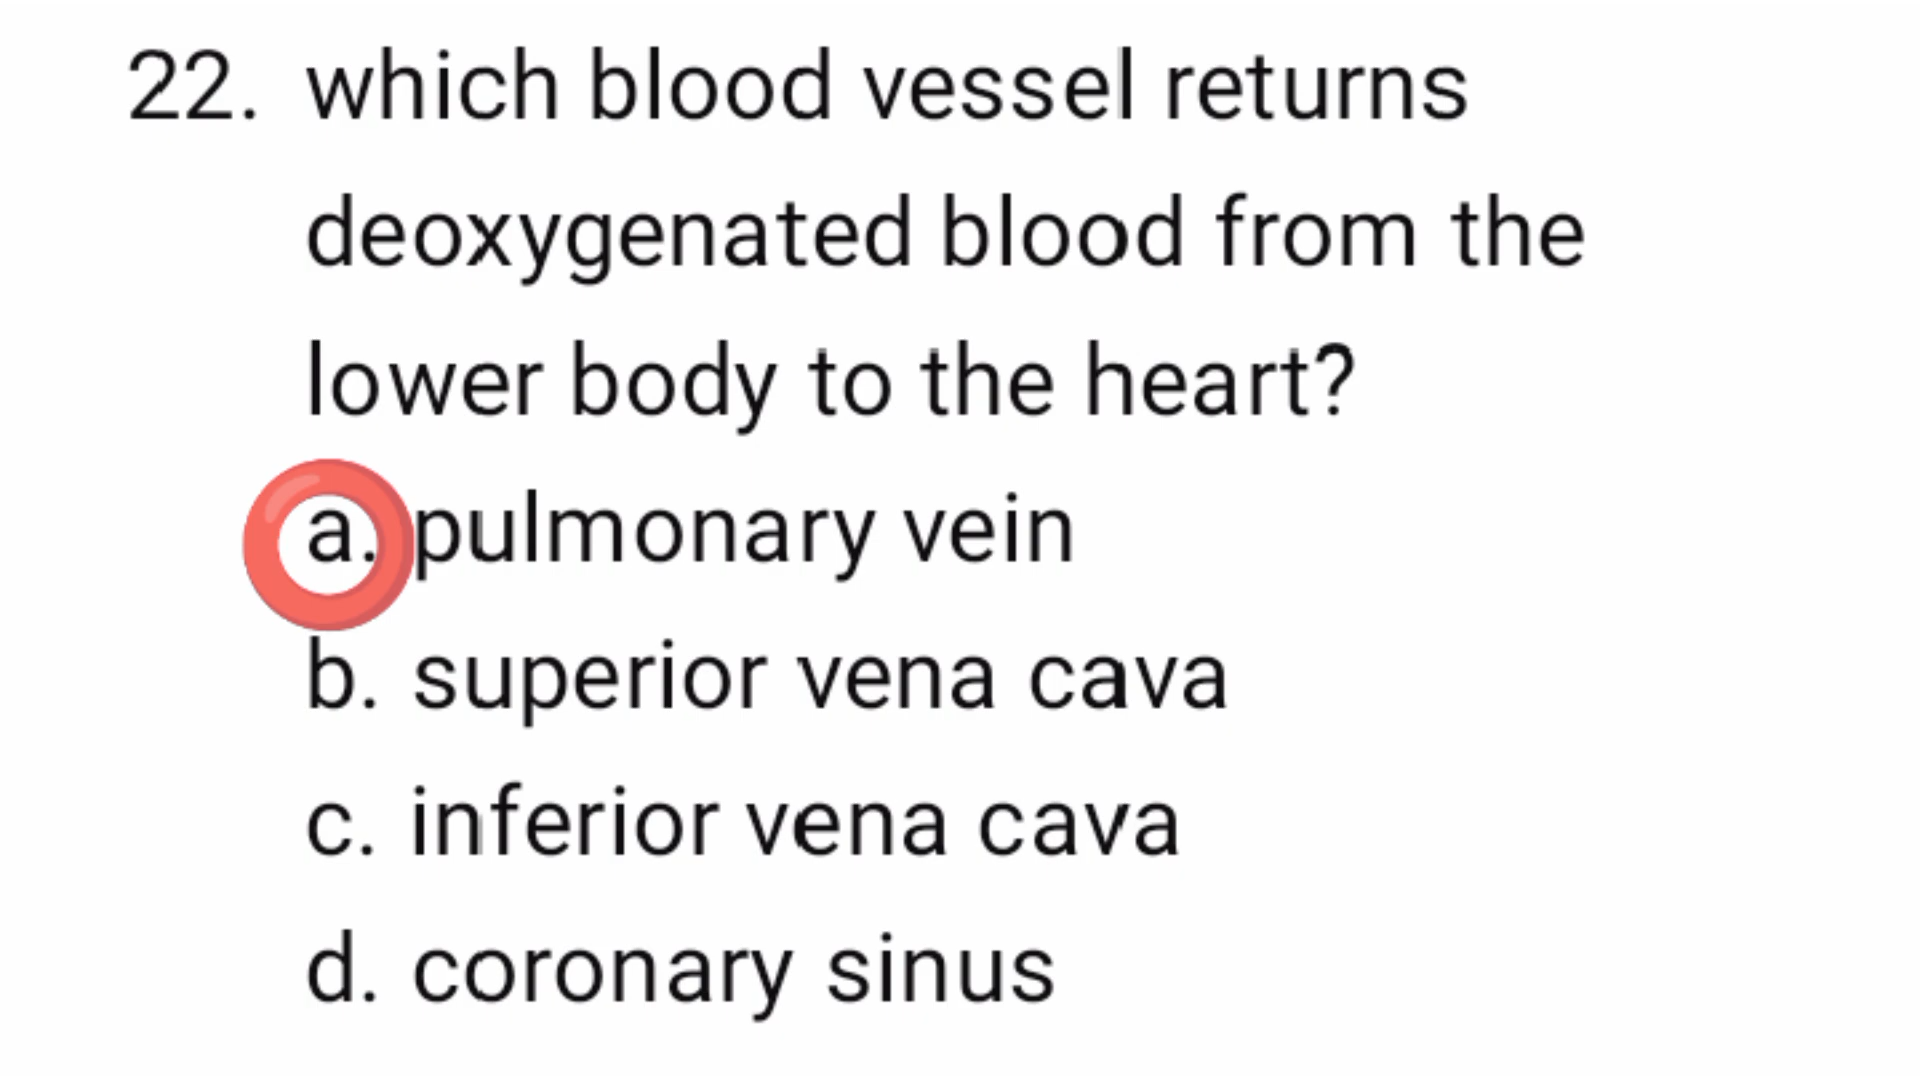 22. which blood vessel returns
deoxygenated blood from the
lower body to the heart?
a. pulmonary vein
b. superior vena cava
c. inferior vena cava
d. coronary sinus